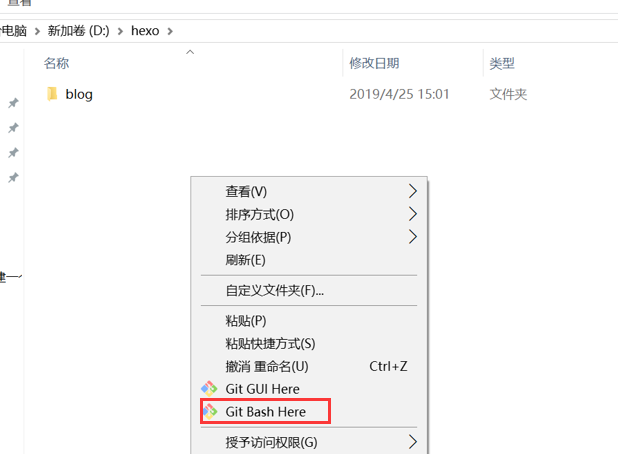 查看
电脑 > 新加卷 (D:) > hexo >
名称 修改日期 类型
blog 2019/4/25 15:01 文件夹
查看(V)
排序方式(O)
分组依据(P)
刷新(E)
自定义文件夹(F)...
粘贴(P)
粘贴快捷方式(S)
撤消 重命名(U) Ctrl+Z
Git GUI Here
Git Bash Here
授予访问权限(G)